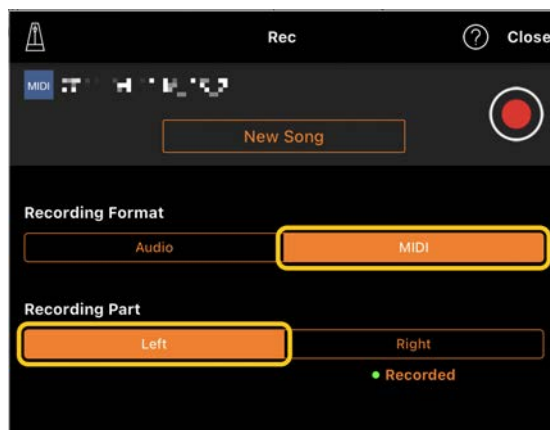 Rec
Close
MIDI
New Song
Recording Format
Audio MIDI
Recording Part
Left Right
Recorded